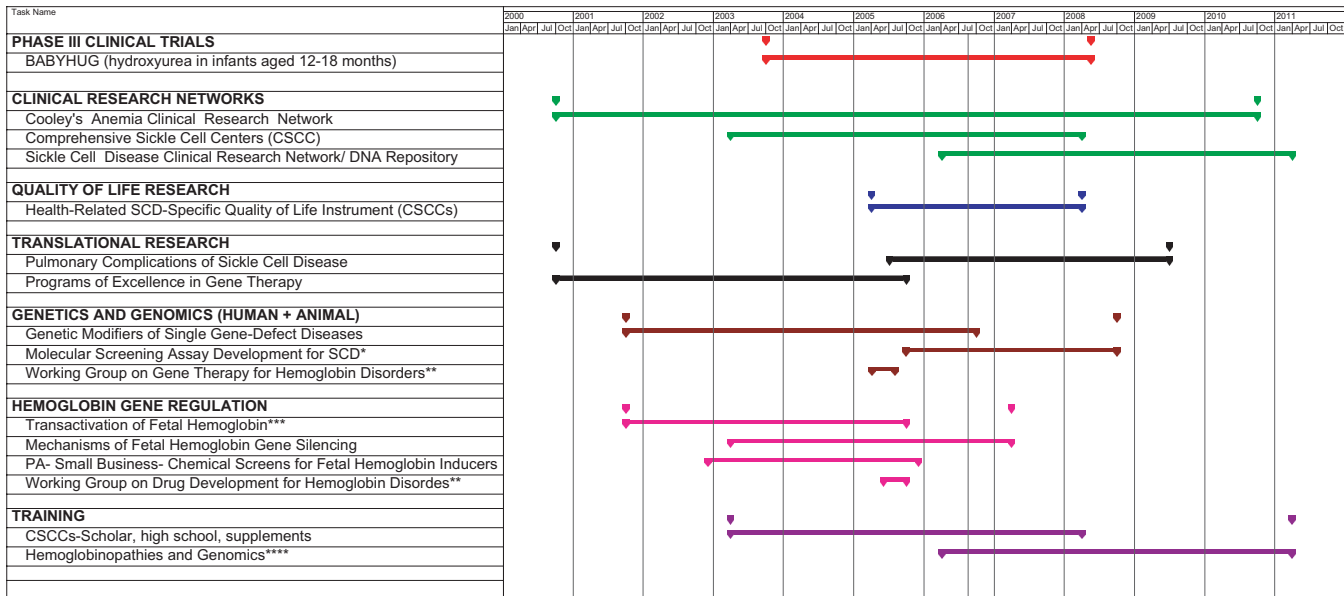 Task Name
2000 2001 2002 2003 2004 2005 2006 2007 2008 2009 2010 2011
Jan Apr Jul Oct Jan Apr Jul Oct Jan Apr Jul Oct Jan Apr Jul Oct Jan Apr Jul Oct Jan Apr Jul Oct Jan Apr Jul Oct Jan Apr Jul Oct Jan Apr Jul Oct Jan Apr Jul Oct Jan Apr Jul Oct Jan Apr Jul Oct
PHASE III CLINICAL TRIALS
BABYHUG (hydroxyurea in infants aged 12-18 months)
CLINICAL RESEARCH NETWORKS
Cooley's Anemia Clinical Research Network
Comprehensive Sickle Cell Centers (CSCC)
Sickle Cell Disease Clinical Research Network/ DNA Repository
QUALITY OF LIFE RESEARCH
Health-Related SCD-Specific Quality of Life Instrument (CSCCs)
TRANSLATIONAL RESEARCH
Pulmonary Complications of Sickle Cell Disease
Programs of Excellence in Gene Therapy
GENETICS AND GENOMICS (HUMAN + ANIMAL)
Genetic Modifiers of Single Gene-Defect Diseases
Molecular Screening Assay Development for SCD*
Working Group on Gene Therapy for Hemoglobin Disorders**
HEMOGLOBIN GENE REGULATION
Transactivation of Fetal Hemoglobin***
Mechanisms of Fetal Hemoglobin Gene Silencing
PA- Small Business- Chemical Screens for Fetal Hemoglobin Inducers
Working Group on Drug Development for Hemoglobin Disordes**
TRAINING
CSCCs-Scholar, high school, supplements
Hemoglobinopathies and Genomics****